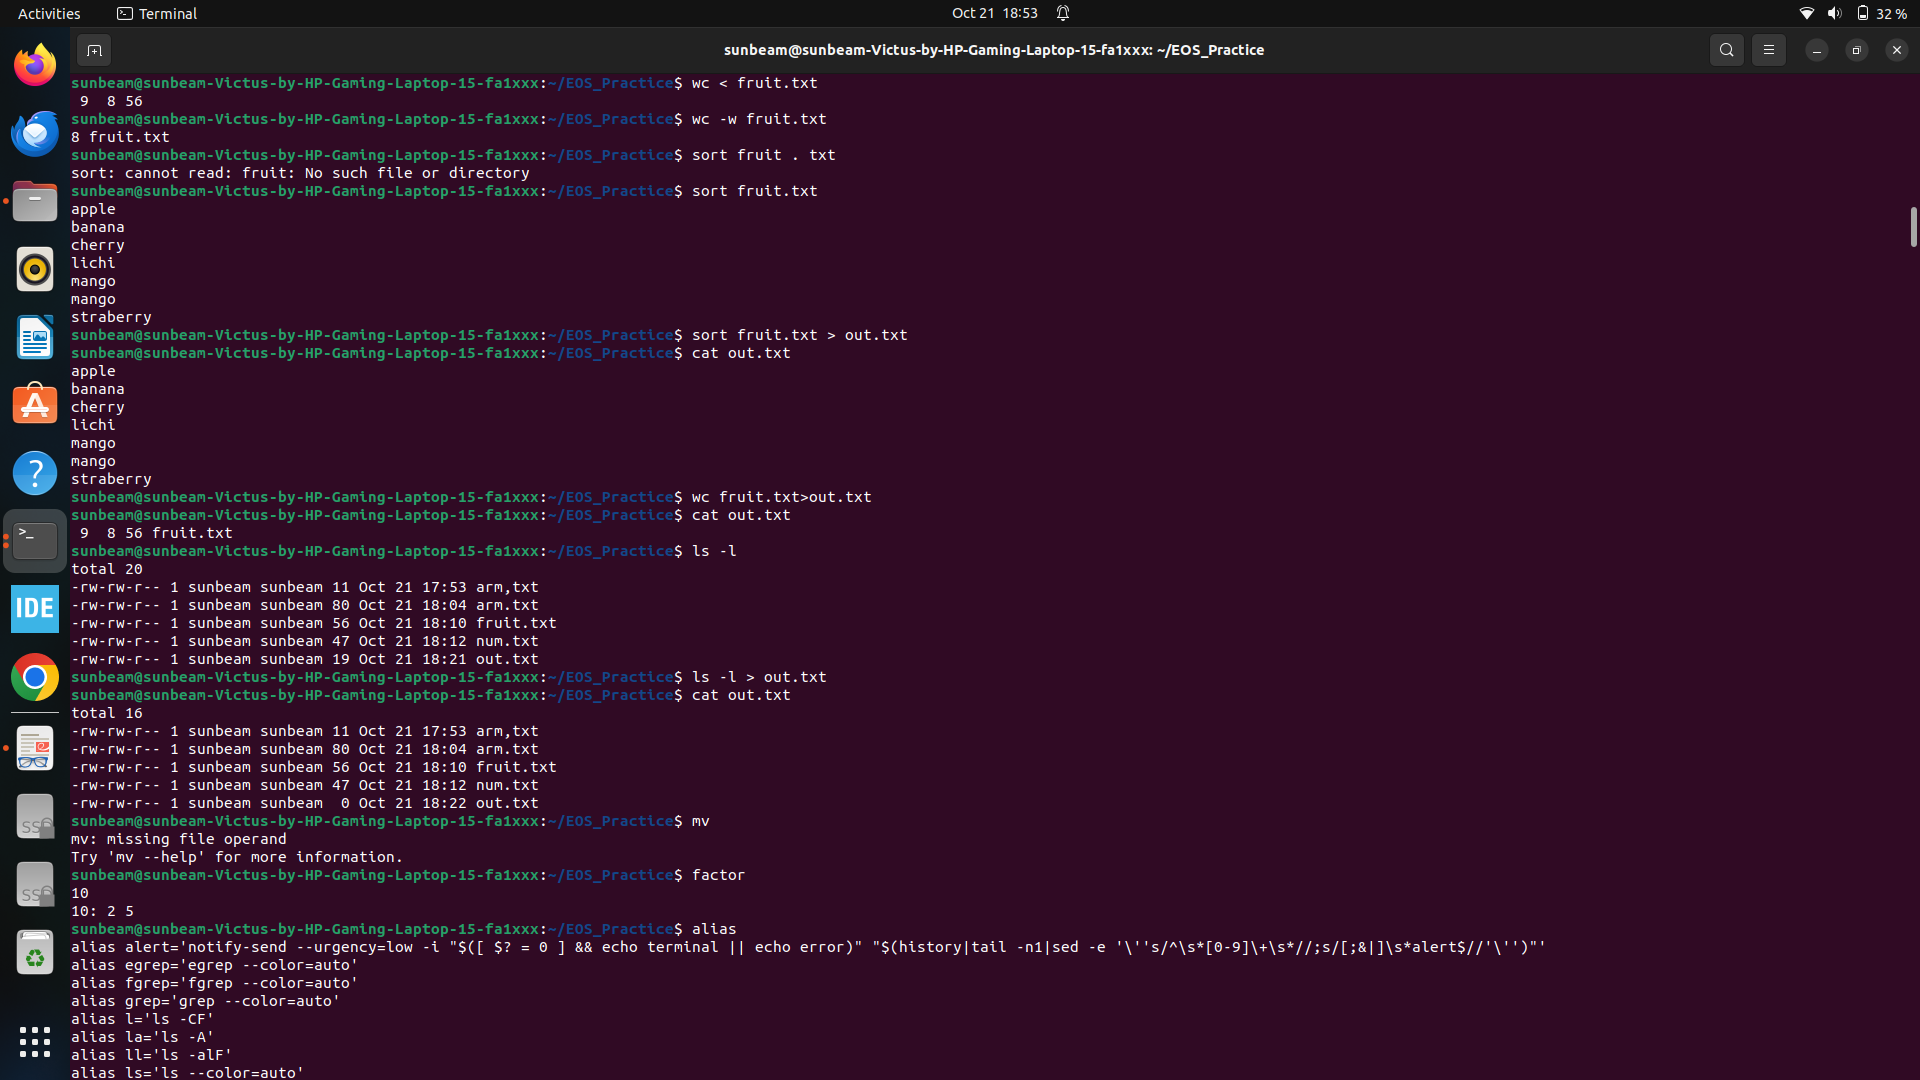 Activities
Terminal
Oct 21 18:53
32 %
sunbeam@sunbeam-Victus-by-HP-Gaming-Laptop-15-fa1xxx: ~/EOS_Practice
sunbeam@sunbeam-Victus-by-HP-Gaming-Laptop-15-fa1xxx:~/EOS_Practice$ wc < fruit.txt
 9  8 56
sunbeam@sunbeam-Victus-by-HP-Gaming-Laptop-15-fa1xxx:~/EOS_Practice$ wc -w fruit.txt
8 fruit.txt
sunbeam@sunbeam-Victus-by-HP-Gaming-Laptop-15-fa1xxx:~/EOS_Practice$ sort fruit . txt
sort: cannot read: fruit: No such file or directory
sunbeam@sunbeam-Victus-by-HP-Gaming-Laptop-15-fa1xxx:~/EOS_Practice$ sort fruit.txt
apple
banana
cherry
lichi
mango
mango
straberry
sunbeam@sunbeam-Victus-by-HP-Gaming-Laptop-15-fa1xxx:~/EOS_Practice$ sort fruit.txt > out.txt
sunbeam@sunbeam-Victus-by-HP-Gaming-Laptop-15-fa1xxx:~/EOS_Practice$ cat out.txt
apple
banana
cherry
lichi
mango
mango
straberry
sunbeam@sunbeam-Victus-by-HP-Gaming-Laptop-15-fa1xxx:~/EOS_Practice$ wc fruit.txt>out.txt
sunbeam@sunbeam-Victus-by-HP-Gaming-Laptop-15-fa1xxx:~/EOS_Practice$ cat out.txt
 9  8 56 fruit.txt
sunbeam@sunbeam-Victus-by-HP-Gaming-Laptop-15-fa1xxx:~/EOS_Practice$ ls -l
total 20
-rw-rw-r-- 1 sunbeam sunbeam 11 Oct 21 17:53 arm,txt
-rw-rw-r-- 1 sunbeam sunbeam 80 Oct 21 18:04 arm.txt
-rw-rw-r-- 1 sunbeam sunbeam 56 Oct 21 18:10 fruit.txt
-rw-rw-r-- 1 sunbeam sunbeam 47 Oct 21 18:12 num.txt
-rw-rw-r-- 1 sunbeam sunbeam 19 Oct 21 18:21 out.txt
sunbeam@sunbeam-Victus-by-HP-Gaming-Laptop-15-fa1xxx:~/EOS_Practice$ ls -l > out.txt
sunbeam@sunbeam-Victus-by-HP-Gaming-Laptop-15-fa1xxx:~/EOS_Practice$ cat out.txt
total 16
-rw-rw-r-- 1 sunbeam sunbeam 11 Oct 21 17:53 arm,txt
-rw-rw-r-- 1 sunbeam sunbeam 80 Oct 21 18:04 arm.txt
-rw-rw-r-- 1 sunbeam sunbeam 56 Oct 21 18:10 fruit.txt
-rw-rw-r-- 1 sunbeam sunbeam 47 Oct 21 18:12 num.txt
-rw-rw-r-- 1 sunbeam sunbeam  0 Oct 21 18:22 out.txt
sunbeam@sunbeam-Victus-by-HP-Gaming-Laptop-15-fa1xxx:~/EOS_Practice$ mv
mv: missing file operand
Try 'mv --help' for more information.
sunbeam@sunbeam-Victus-by-HP-Gaming-Laptop-15-fa1xxx:~/EOS_Practice$ factor
10
10: 2 5
sunbeam@sunbeam-Victus-by-HP-Gaming-Laptop-15-fa1xxx:~/EOS_Practice$ alias
alias alert='notify-send --urgency=low -i "$([ $? = 0 ] && echo terminal || echo error)" "$(history|tail -n1|sed -e '\''s/^\s*[0-9]\+\s*//;s/[;&|]\s*alert$//'\'')"'
alias egrep='egrep --color=auto'
alias fgrep='fgrep --color=auto'
alias grep='grep --color=auto'
alias l='ls -CF'
alias la='ls -A'
alias ll='ls -alF'
alias ls='ls --color=auto'
IDE
SS
SS